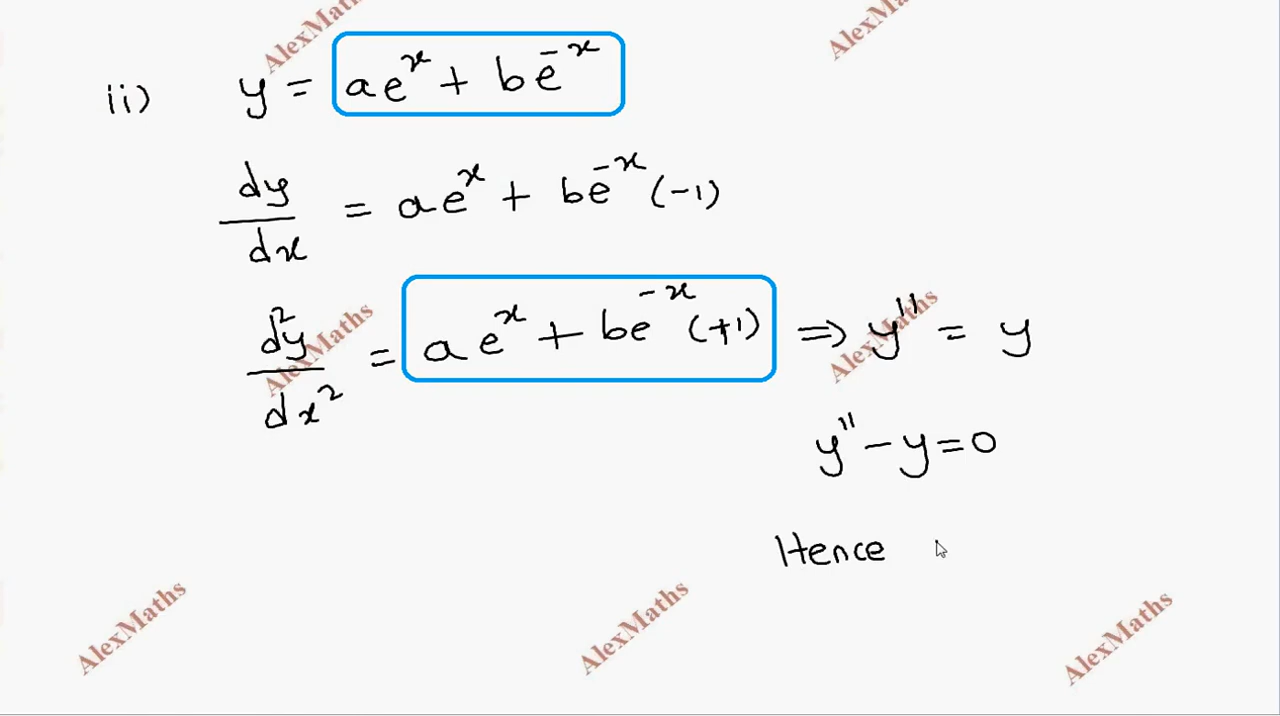 AlexMaths AlexMaths
ii) y = ae^x + be^-x
dy/dx = ae^x + be^-x (-1)
d²y/dx² = ae^x + be^-x (+1) ⟹ y'' = y
AlexMaths AlexMaths
y'' - y = 0
Hence
AlexMaths AlexMaths AlexMaths